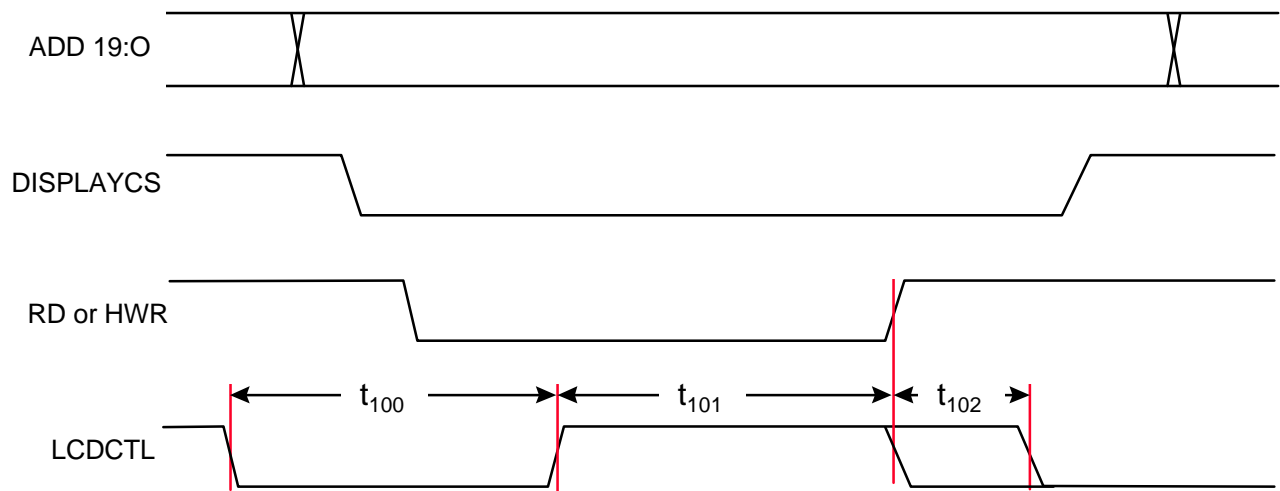 ADD 19:O
DISPLAYCS
RD or HWR
t100 t101 t102
LCDCTL